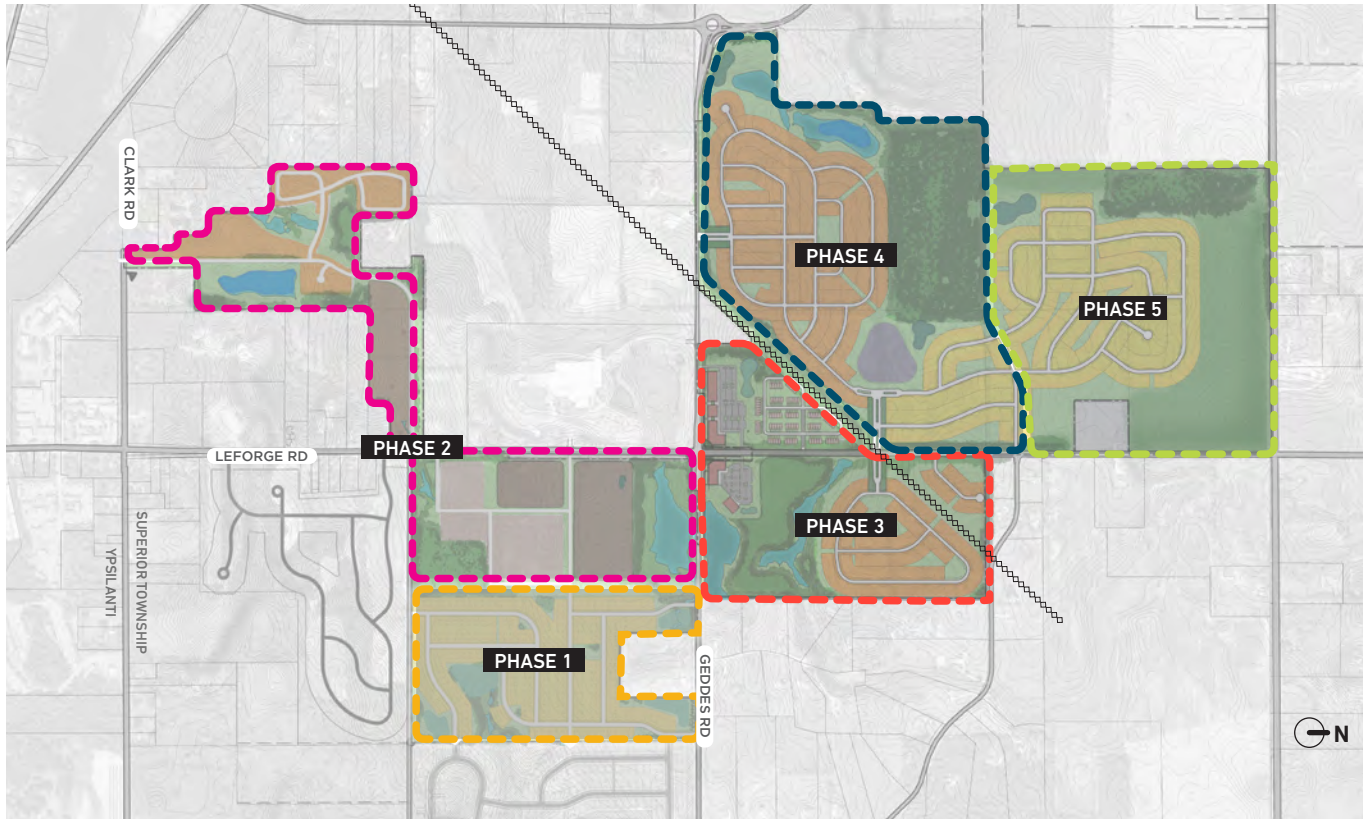 CLARK RD
PHASE 4
PHASE 5
PHASE 2
LEFORGE RD
PHASE 3
SUPERIOR TOWNSHIP
YPSILANTI
PHASE 1
GEDDES RD
N